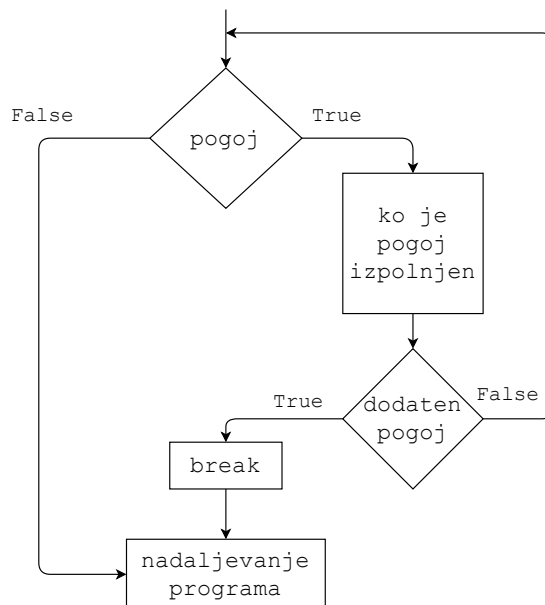 False
True
pogoj
ko je
pogoj
izpolnjen
True
dodaten
pogoj
False
break
nadaljevanje
programa